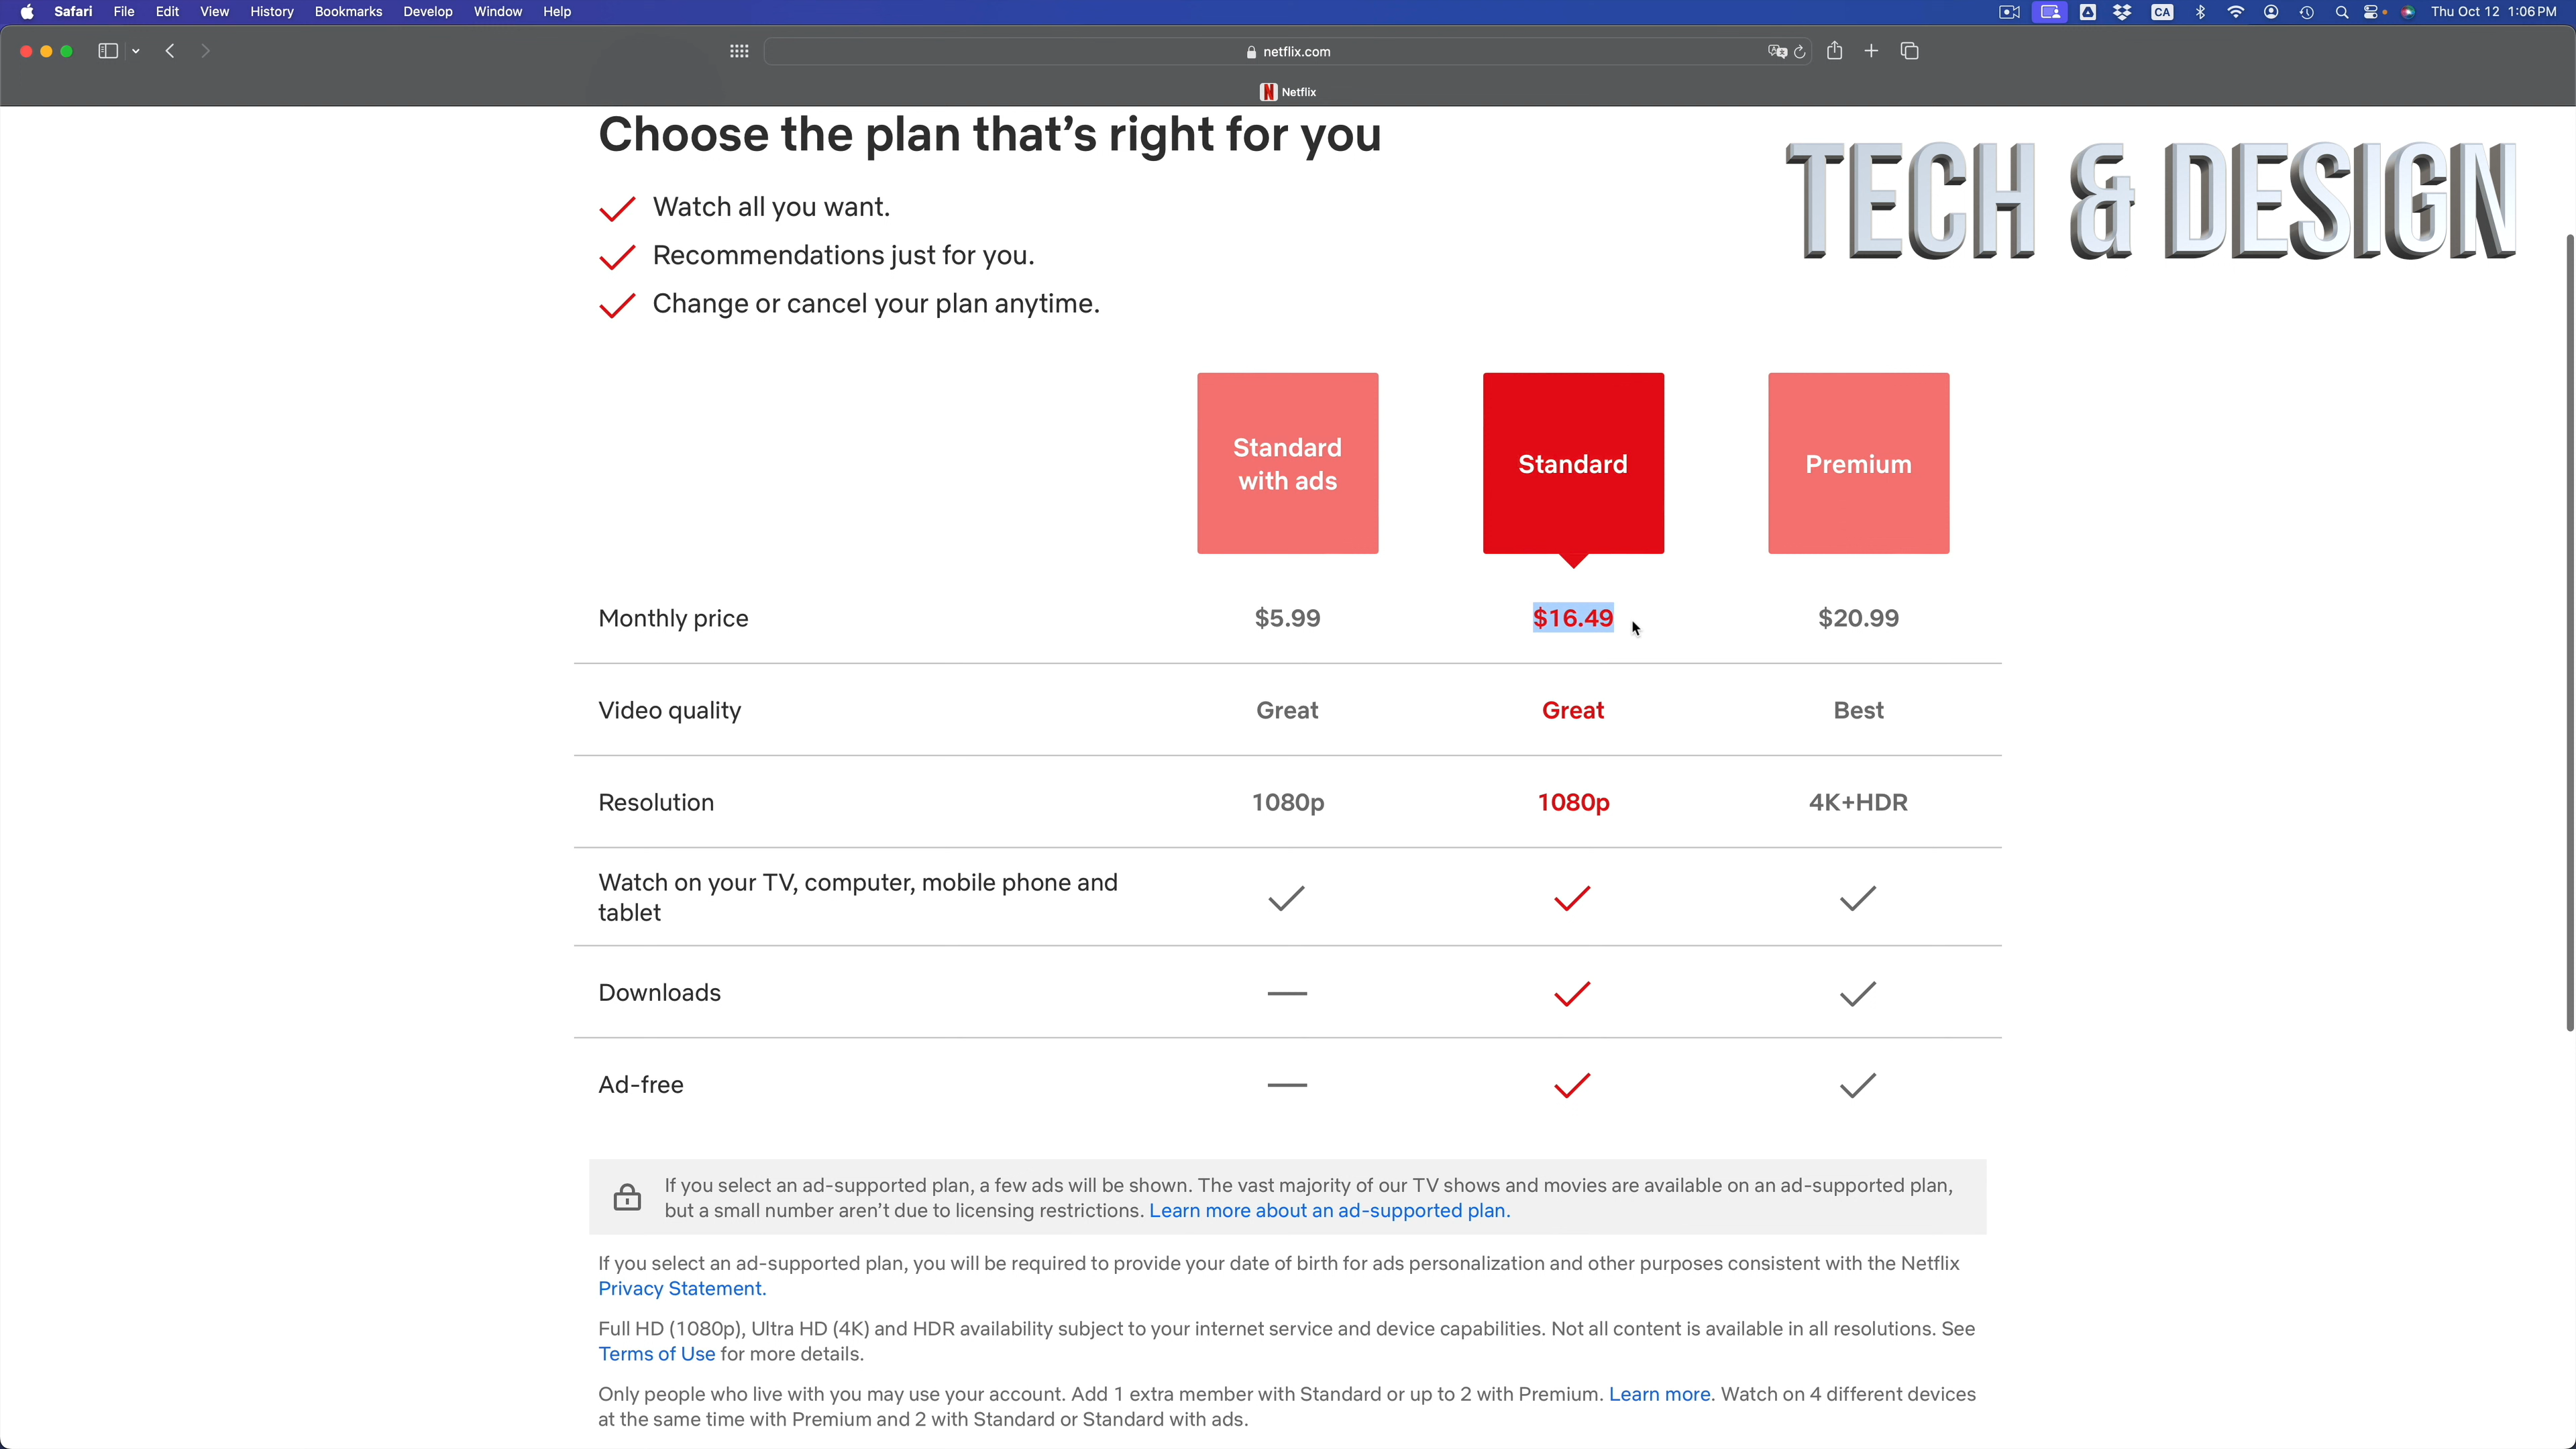 Safari File Edit View History Bookmarks Develop Window Help CA Thu Oct 12 1:06 PM
netflix.com
Netflix
Choose the plan that’s right for you
TECH & DESIGN
Watch all you want.
Recommendations just for you.
Change or cancel your plan anytime.
Standard
with ads
Standard
Premium
Monthly price $5.99 $16.49 $20.99
Video quality Great Great Best
Resolution 1080p 1080p 4K+HDR
Watch on your TV, computer, mobile phone and
tablet
Downloads
Ad-free
If you select an ad-supported plan, a few ads will be shown. The vast majority of our TV shows and movies are available on an ad-supported plan,
but a small number aren’t due to licensing restrictions. Learn more about an ad-supported plan.
If you select an ad-supported plan, you will be required to provide your date of birth for ads personalization and other purposes consistent with the Netflix
Privacy Statement.
Full HD (1080p), Ultra HD (4K) and HDR availability subject to your internet service and device capabilities. Not all content is available in all resolutions. See
Terms of Use for more details.
Only people who live with you may use your account. Add 1 extra member with Standard or up to 2 with Premium. Learn more. Watch on 4 different devices
at the same time with Premium and 2 with Standard or Standard with ads.